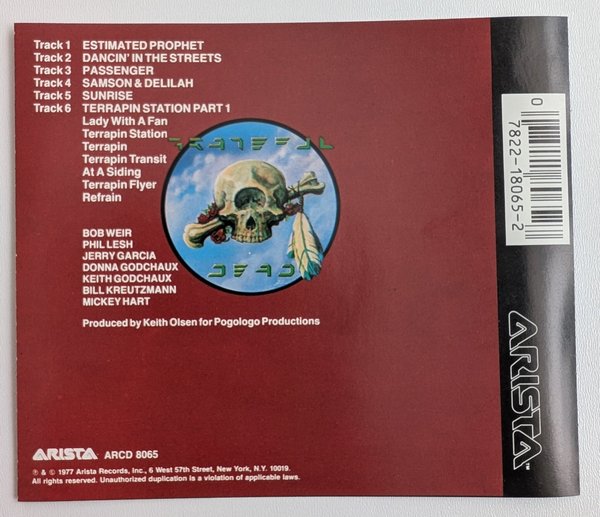 Track 1 ESTIMATED PROPHET
Track 2 DANCIN' IN THE STREETS
Track 3 PASSENGER
Track 4 SAMSON & DELILAH
Track 5 SUNRISE
Track 6 TERRAPIN STATION PART 1
Lady With A Fan
Terrapin Station
Terrapin
Terrapin Transit
At A Siding
Terrapin Flyer
Refrain
GRATEFUL
DEAD
BOB WEIR
PHIL LESH
JERRY GARCIA
DONNA GODCHAUX
KEITH GODCHAUX
BILL KREUTZMANN
MICKEY HART
Produced by Keith Olsen for Pogologo Productions
ARISTA ARCD 8065
℗ & © 1977 Arista Records, Inc., 6 West 57th Street, New York, N.Y. 10019.
All rights reserved. Unauthorized duplication is a violation of applicable laws.
0 7822-18065-2
ARISTA™